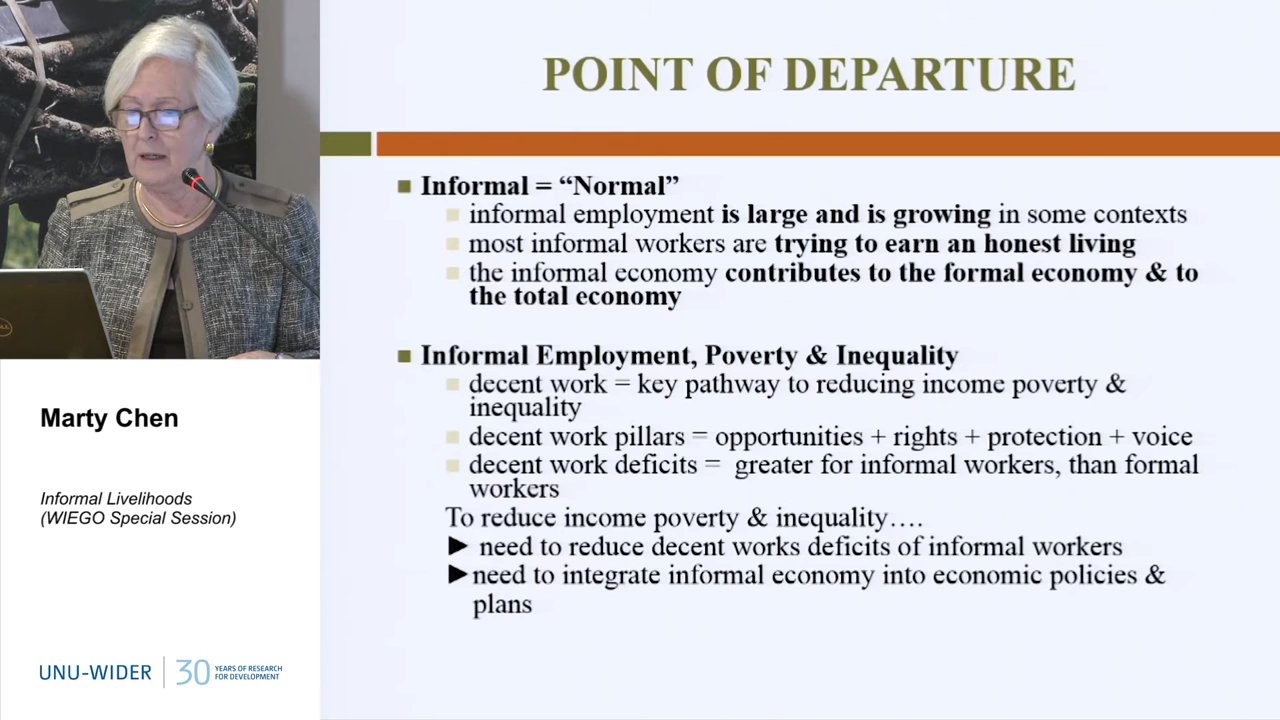 POINT OF DEPARTURE
Informal = “Normal”
informal employment is large and is growing in some contexts
most informal workers are trying to earn an honest living
the informal economy contributes to the formal economy & to
the total economy
Informal Employment, Poverty & Inequality
decent work = key pathway to reducing income poverty &
inequality
decent work pillars = opportunities + rights + protection + voice
decent work deficits = greater for informal workers, than formal
workers
To reduce income poverty & inequality….
► need to reduce decent works deficits of informal workers
►need to integrate informal economy into economic policies &
plans
Marty Chen
Informal Livelihoods
(WIEGO Special Session)
UNU-WIDER
30 YEARS OF RESEARCH
FOR DEVELOPMENT